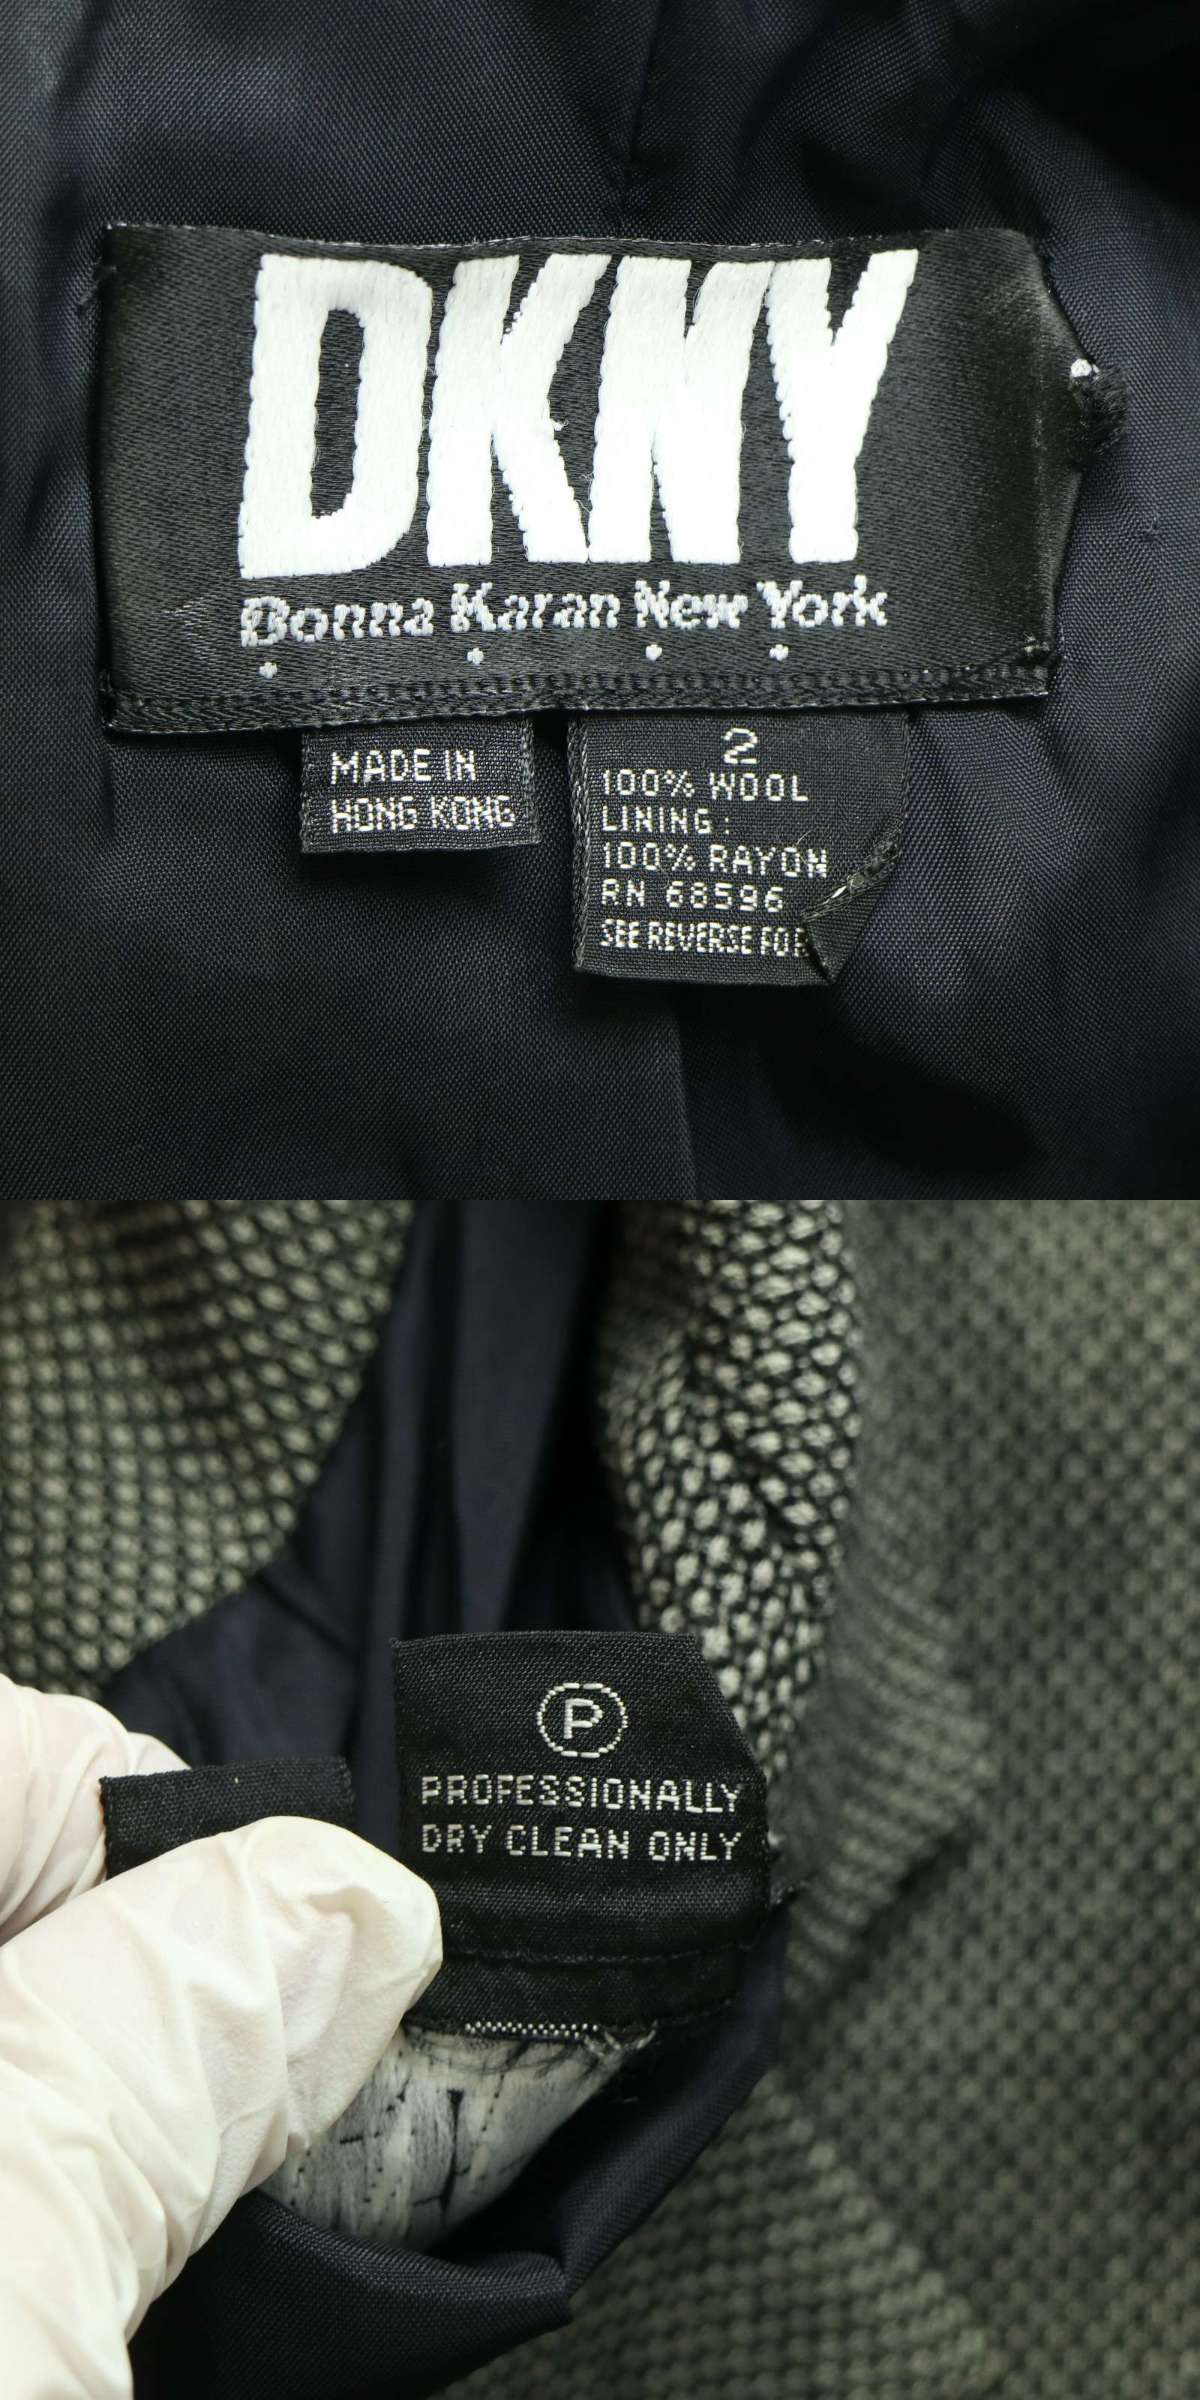 DKNY
Donna Karan New York
MADE IN
HONG KONG
2
100% WOOL
LINING:
100% RAYON
RN 68596
SEE REVERSE FOR
P
PROFESSIONALLY
DRY CLEAN ONLY